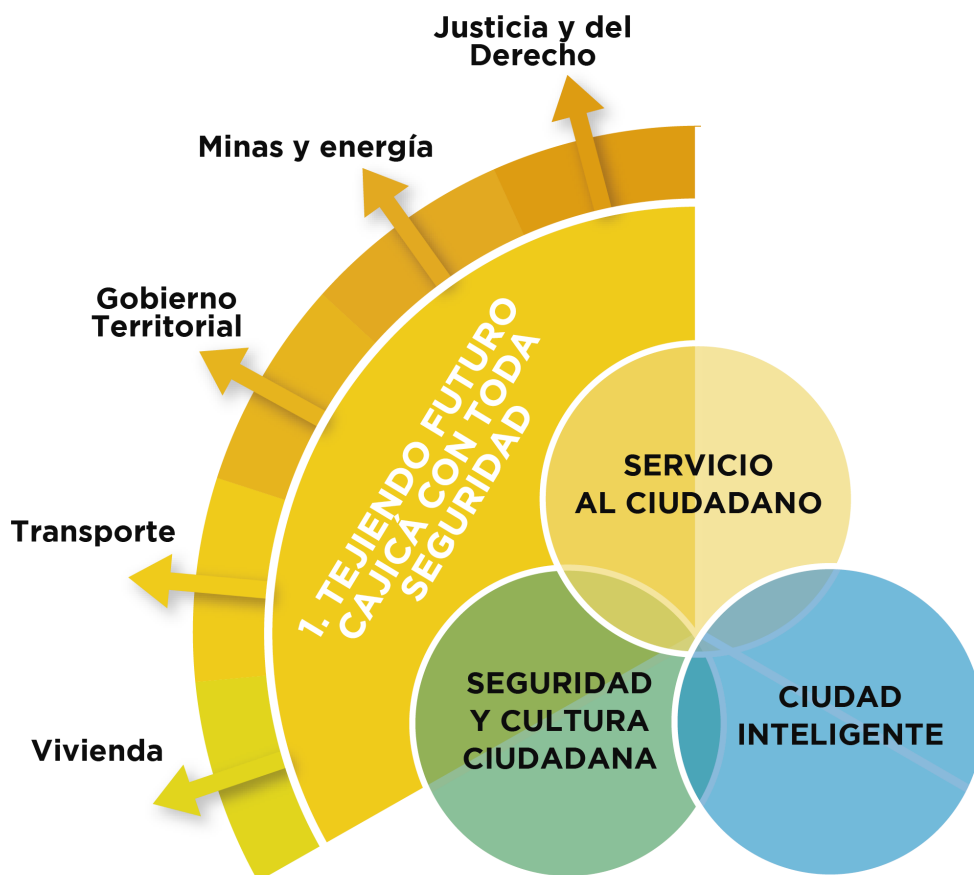 Justicia y del
Derecho
Minas y energía
Gobierno
Territorial
Transporte
Vivienda
1. TEJIENDO FUTURO
CAJICÁ CON TODA
SEGURIDAD
SERVICIO
AL CIUDADANO
SEGURIDAD
Y CULTURA
CIUDADANA
CIUDAD
INTELIGENTE